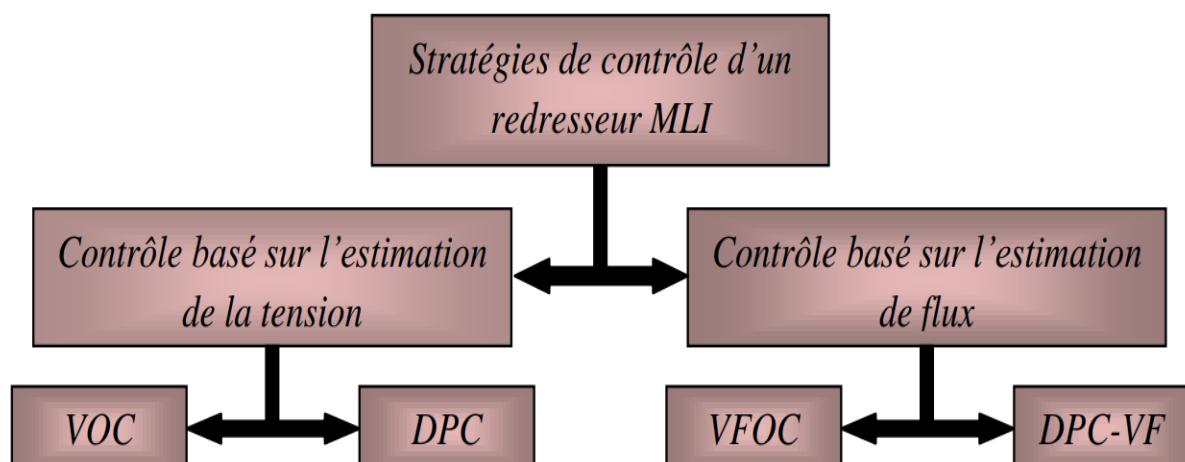 Stratégies de contrôle d’un
redresseur MLI
Contrôle basé sur l’estimation
de la tension
Contrôle basé sur l’estimation
de flux
VOC
DPC
VFOC
DPC-VF